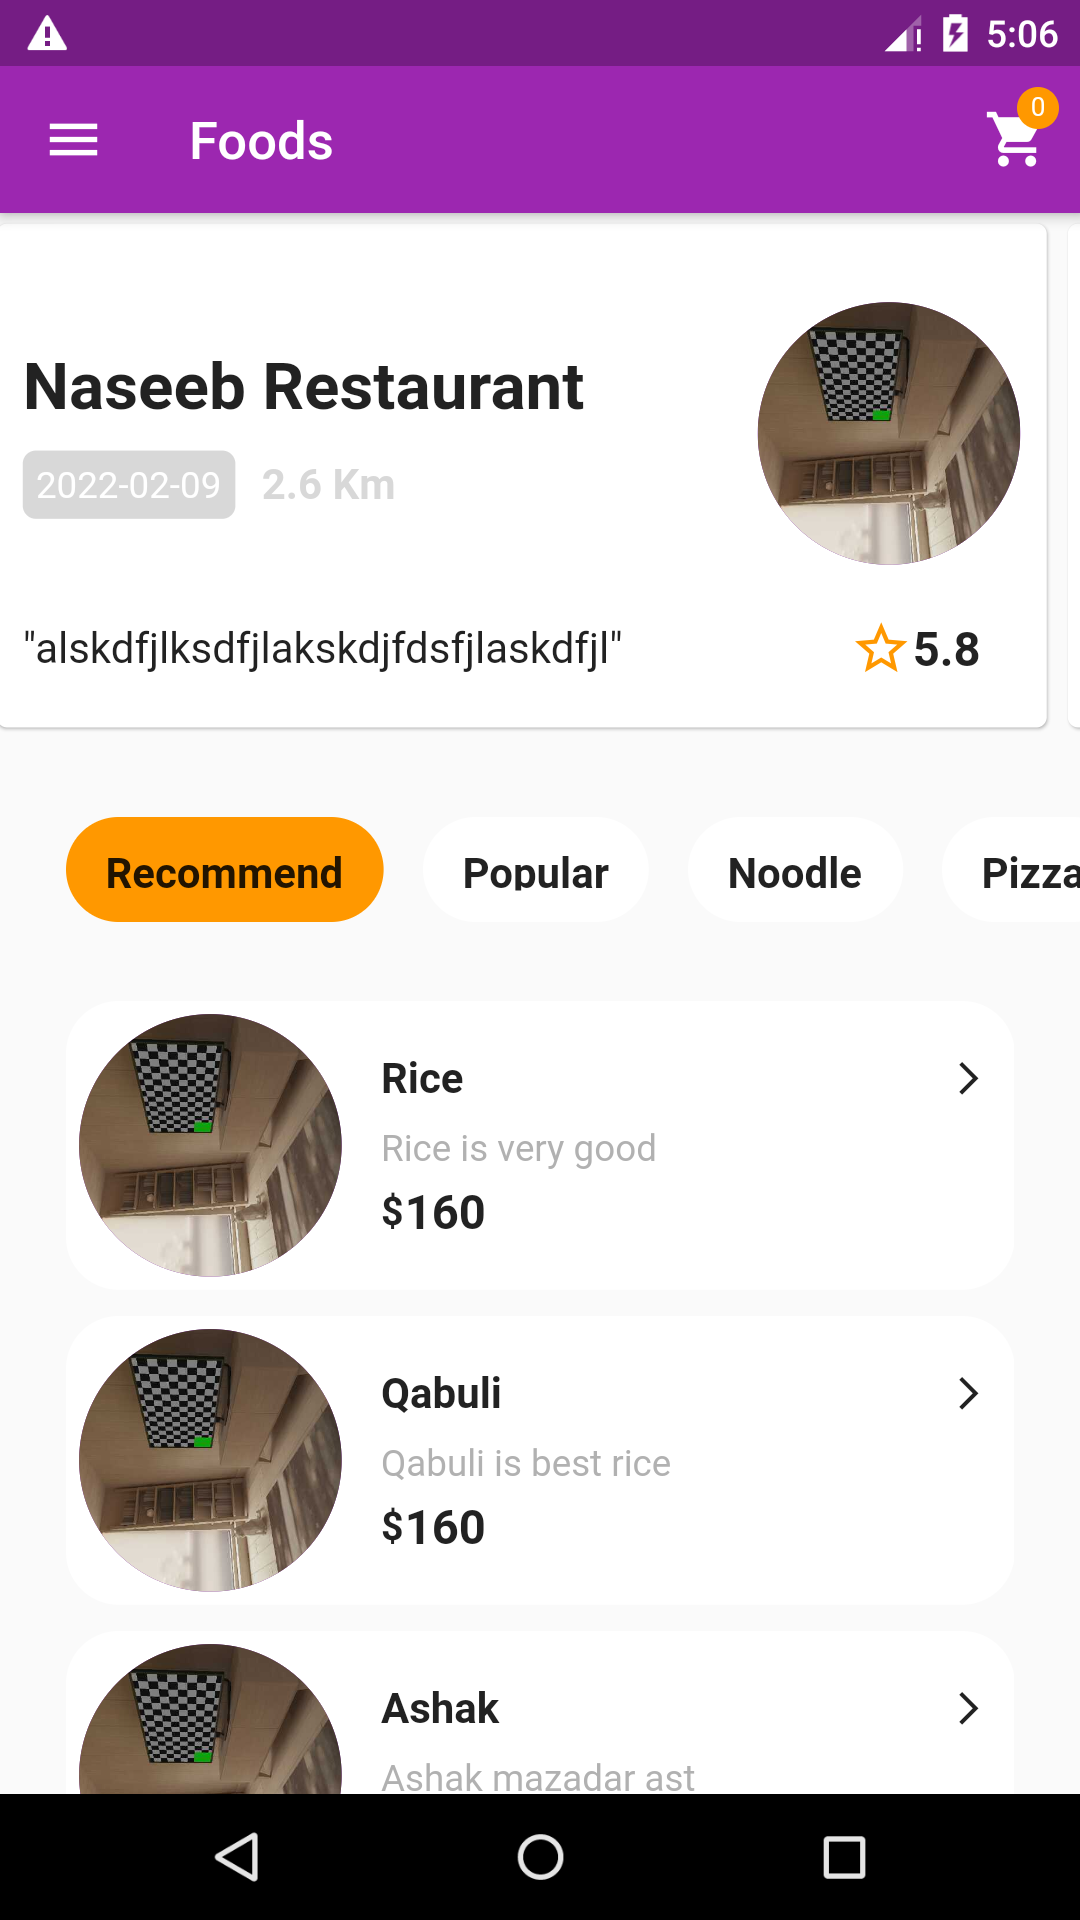 5:06
Foods
0
Naseeb Restaurant
2022-02-09 2.6 Km
"alskdfjlksdfjlakskdjfdsfjlaskdfjl" 5.8
Recommend Popular Noodle Pizza
Rice
Rice is very good
$160
Qabuli
Qabuli is best rice
$160
Ashak
Ashak mazadar ast